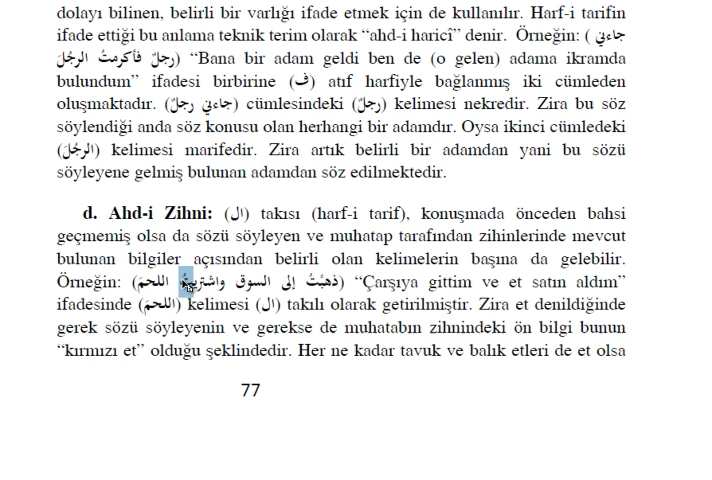 dolayı bilinen, belirli bir varlığı ifade etmek için de kullanılır. Harf-i tarifin
ifade ettiği bu anlama teknik terim olarak “ahd-i haricî” denir. Örneğin: (جاءني
رجلٌ فأكرمتُ الرجُلَ) “Bana bir adam geldi ben de (o gelen) adama ikramda
bulundum” ifadesi birbirine (ف) atıf harfiyle bağlanmış iki cümleden
oluşmaktadır. (جاءني رجلٌ) cümlesindeki (رجلٌ) kelimesi nekredir. Zira bu söz
söylendiği anda söz konusu olan herhangi bir adamdır. Oysa ikinci cümledeki
(الرجُلَ) kelimesi marifedir. Zira artık belirli bir adamdan yani bu sözü
söyleyene gelmiş bulunan adamdan söz edilmektedir.
d. Ahd-i Zihni: (ال) takısı (harf-i tarif), konuşmada önceden bahsi
geçmemiş olsa da sözü söyleyen ve muhatap tarafından zihinlerinde mevcut
bulunan bilgiler açısından belirli olan kelimelerin başına da gelebilir.
Örneğin: (ذهبْتُ إلى السوق واشتريتُ اللحمَ) “Çarşıya gittim ve et satın aldım”
ifadesinde (اللحمَ) kelimesi (ال) takılı olarak getirilmiştir. Zira et denildiğinde
gerek sözü söyleyenin ve gerekse de muhatabın zihnindeki ön bilgi bunun
“kırmızı et” olduğu şeklindedir. Her ne kadar tavuk ve balık etleri de et olsa
77